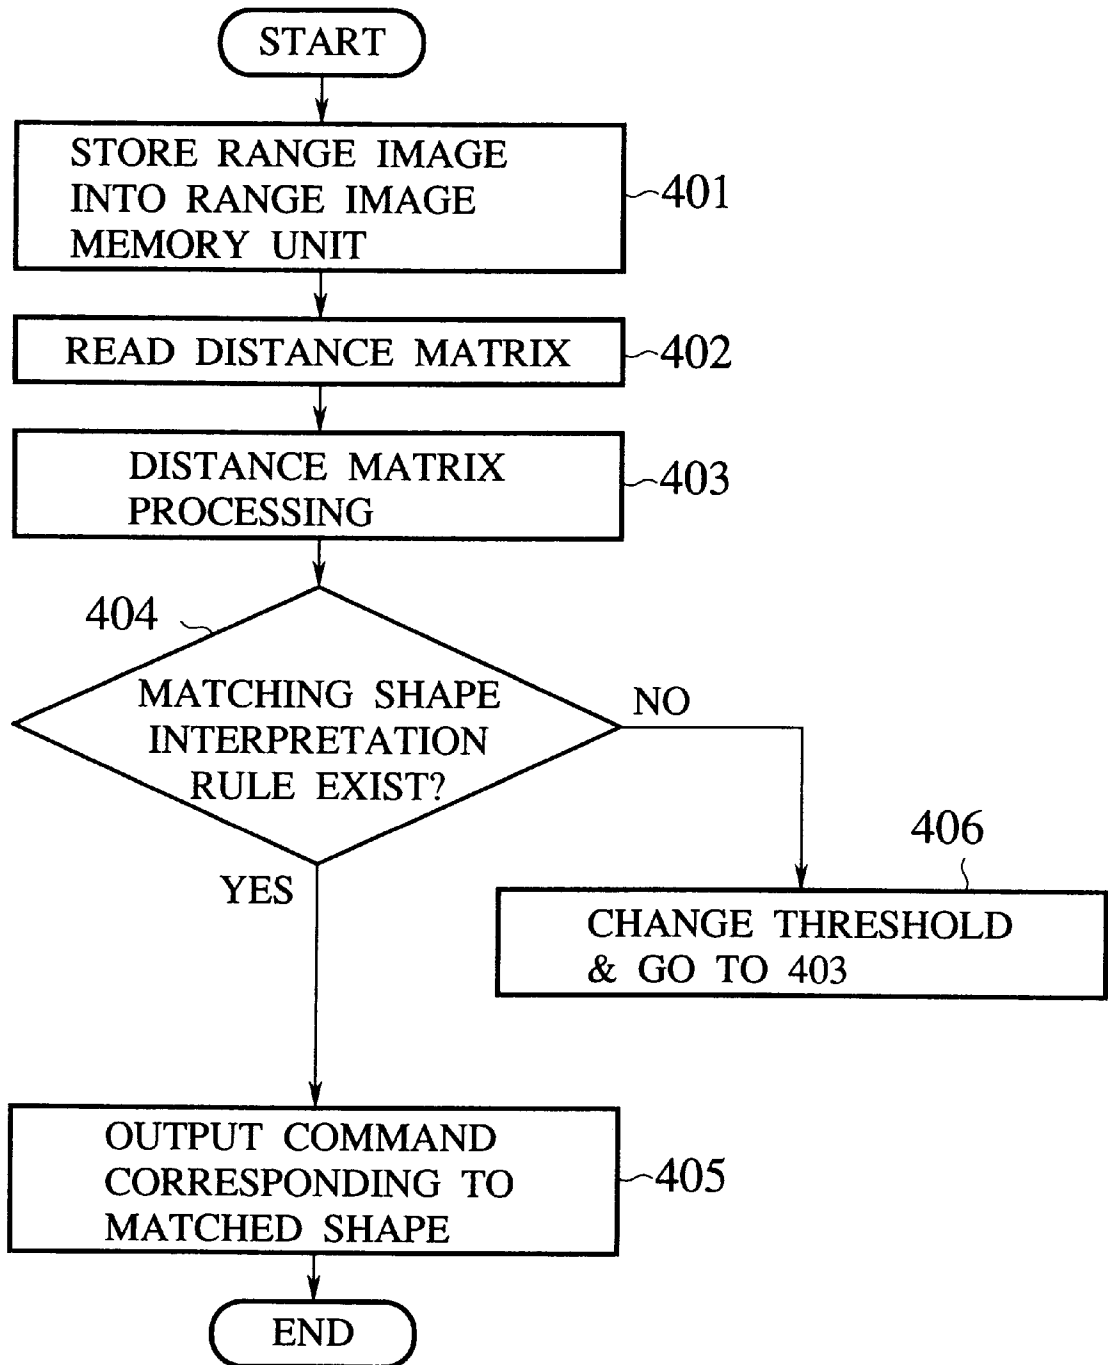 START
STORE RANGE IMAGE
INTO RANGE IMAGE
MEMORY UNIT
401
READ DISTANCE MATRIX
402
DISTANCE MATRIX
PROCESSING
403
404
MATCHING SHAPE
INTERPRETATION
RULE EXIST?
NO
YES
406
CHANGE THRESHOLD
& GO TO 403
OUTPUT COMMAND
CORRESPONDING TO
MATCHED SHAPE
405
END